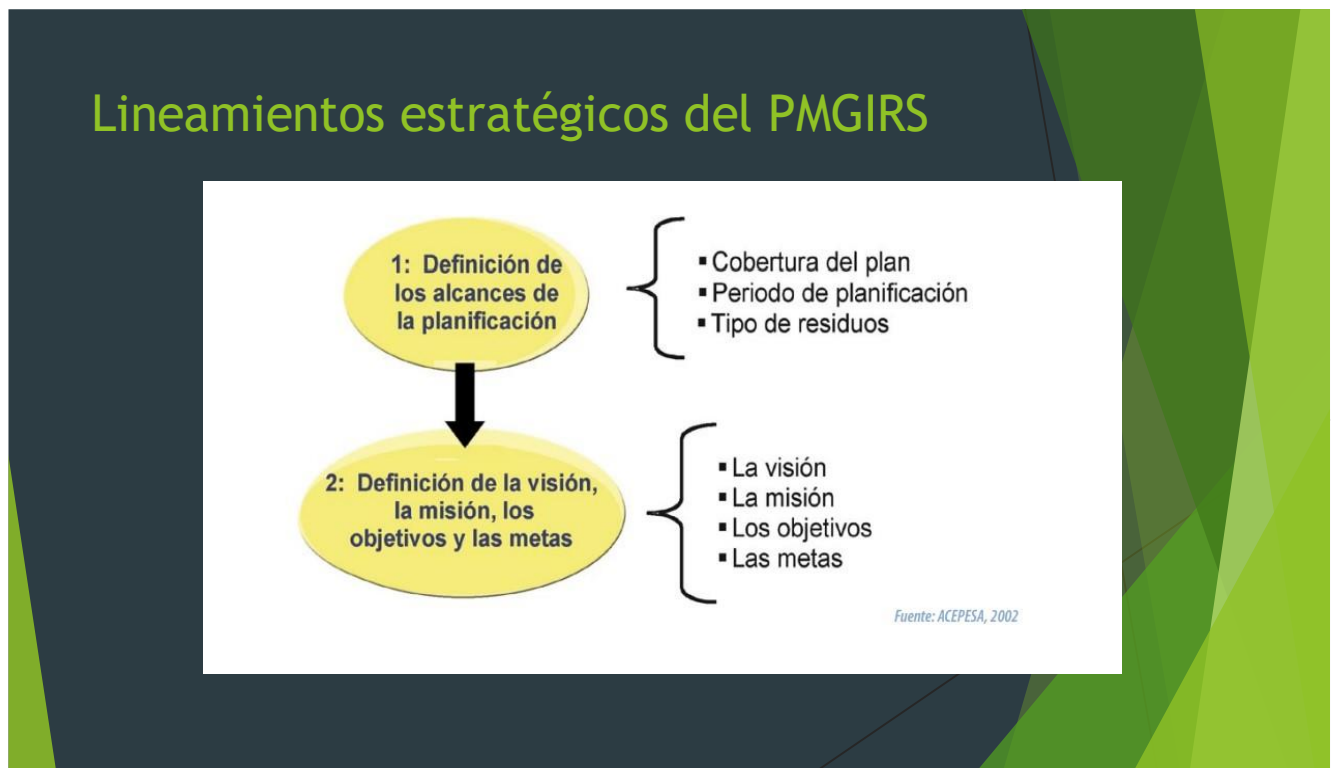 Lineamientos estratégicos del PMGIRS
1: Definición de
los alcances de
la planificación
▪ Cobertura del plan
▪ Periodo de planificación
▪ Tipo de residuos
2: Definición de la visión,
la misión, los
objetivos y las metas
▪ La visión
▪ La misión
▪ Los objetivos
▪ Las metas
Fuente: ACEPESA, 2002